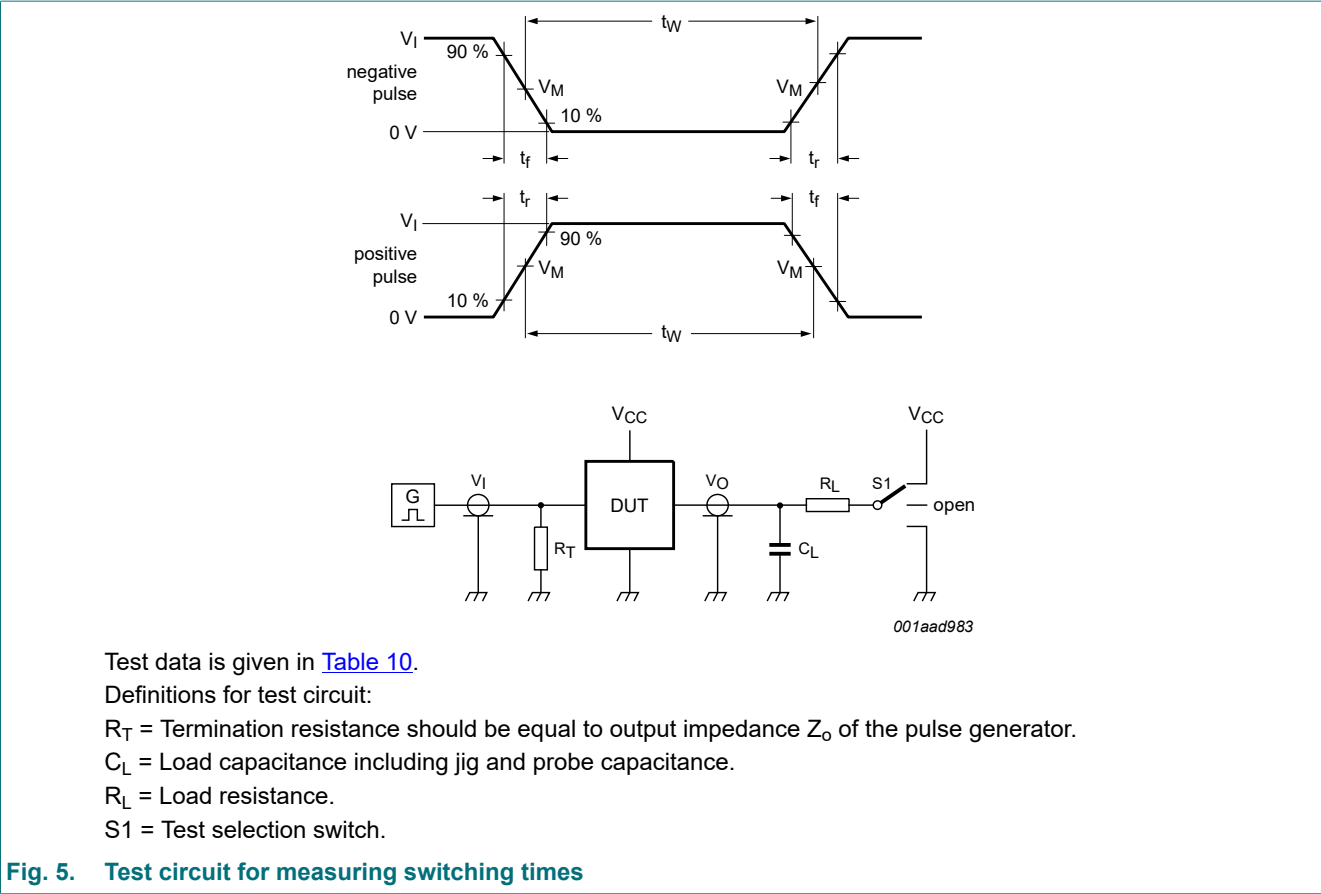 tW
VI
90 %
negative
pulse
VM
VM
10 %
0 V
tf
tr
tr
tf
VI
90 %
positive
pulse
VM
VM
10 %
0 V
tW
VCC
VCC
G
VI
DUT
VO
RL
S1
open
RT
CL
001aad983
Test data is given in Table 10.
Definitions for test circuit:
RT = Termination resistance should be equal to output impedance Zo of the pulse generator.
CL = Load capacitance including jig and probe capacitance.
RL = Load resistance.
S1 = Test selection switch.
Fig. 5. Test circuit for measuring switching times